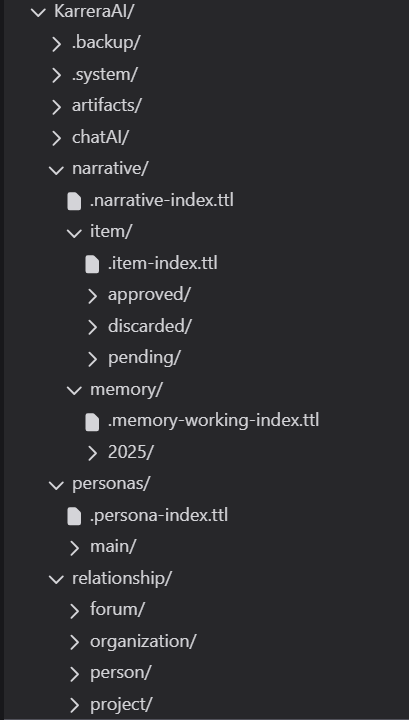 KarreraAI/
.backup/
.system/
artifacts/
chatAI/
narrative/
.narrative-index.ttl
item/
.item-index.ttl
approved/
discarded/
pending/
memory/
.memory-working-index.ttl
2025/
personas/
.persona-index.ttl
main/
relationship/
forum/
organization/
person/
project/